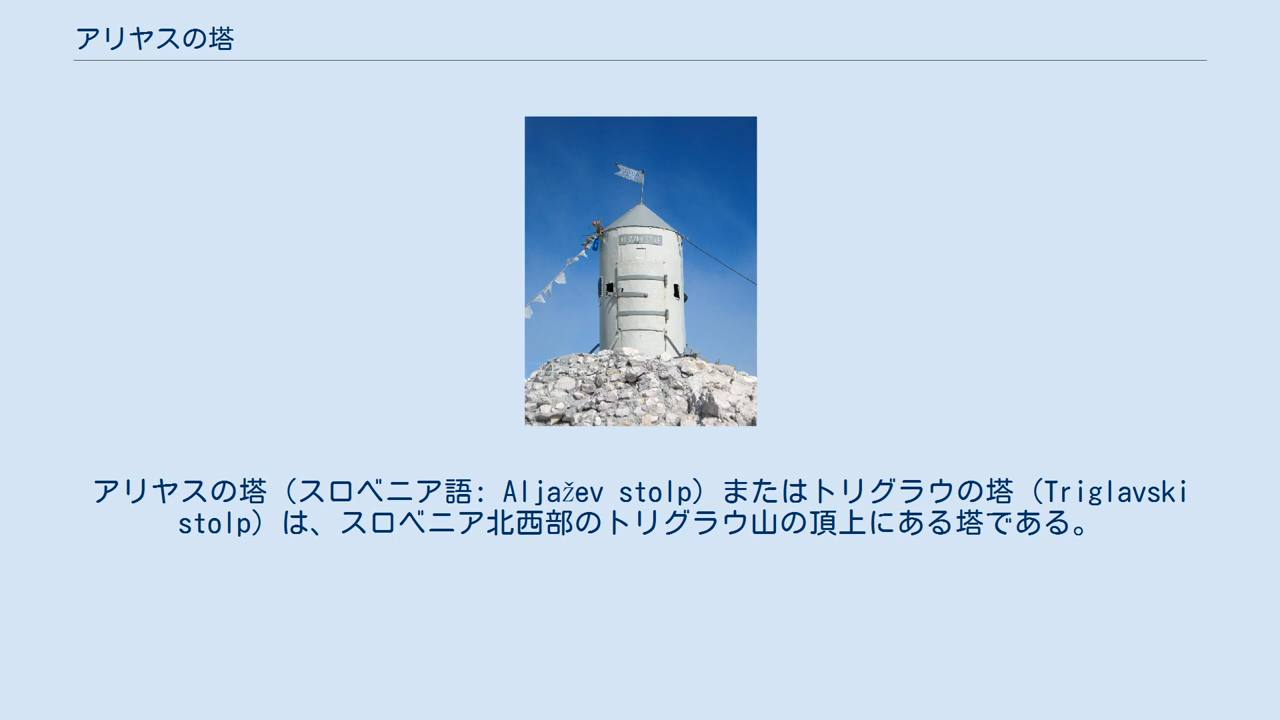 アリヤスの塔
アリヤスの塔（スロベニア語: Aljažev stolp）またはトリグラウの塔（Triglavski
stolp）は、スロベニア北西部のトリグラウ山の頂上にある塔である。